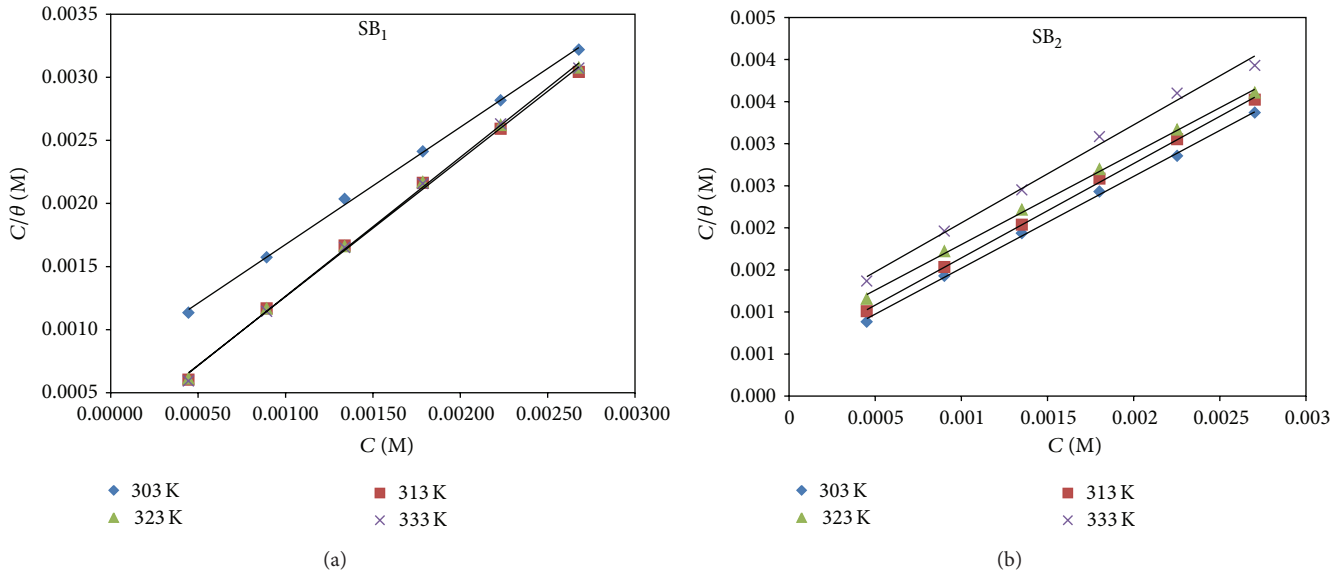 SB₁
0.0035
0.0030
0.0025
0.0020
0.0015
0.0010
0.0005
C/θ (M)
0.00000 0.00050 0.00100 0.00150 0.00200 0.00250 0.00300
C (M)
303 K 313 K
323 K 333 K
(a)
SB₂
0.005
0.004
0.004
0.003
0.003
0.002
0.002
0.001
0.001
0.000
C/θ (M)
0 0.0005 0.001 0.0015 0.002 0.0025 0.003
C (M)
303 K 313 K
323 K 333 K
(b)